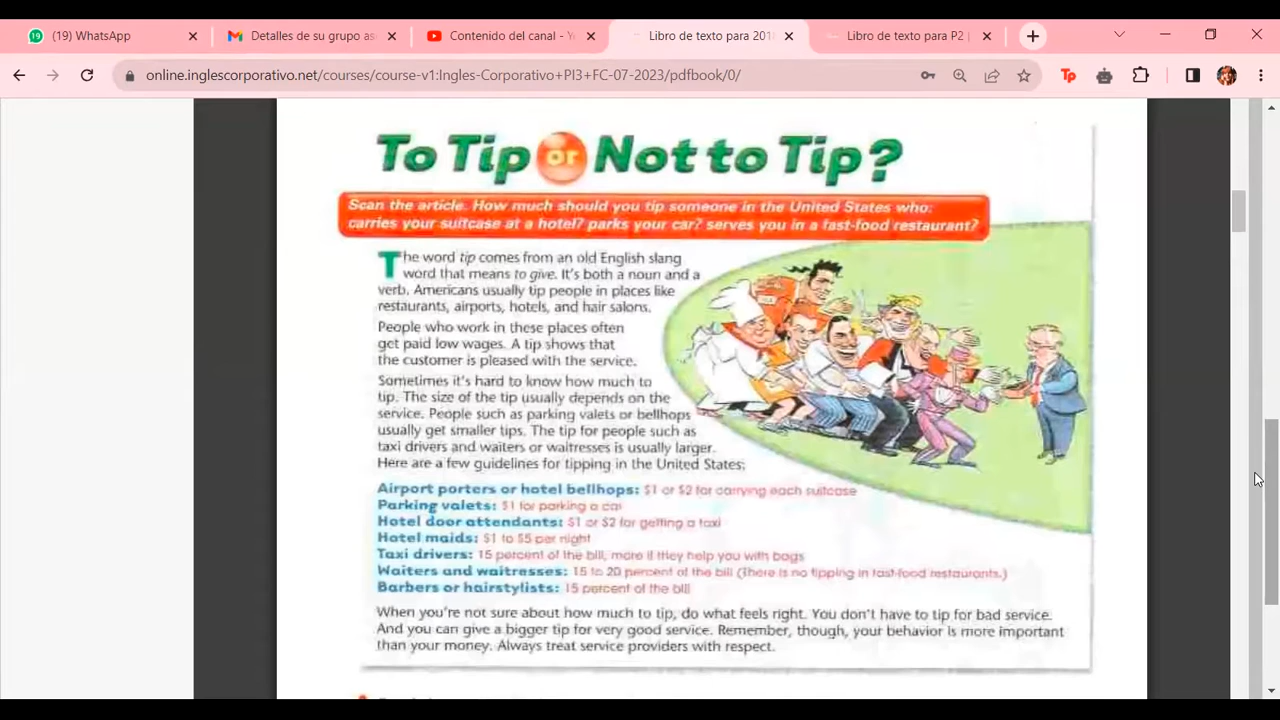 (19) WhatsApp
Detalles de su grupo as
Contenido del canal - Y
Libro de texto para 201
Libro de texto para P2 |
online.inglescorporativo.net/courses/course-v1:Ingles-Corporativo+PI3+FC-07-2023/pdfbook/0/
To Tip or Not to Tip?
Scan the article. How much should you tip someone in the United States who:
carries your suitcase at a hotel? parks your car? serves you in a fast-food restaurant?
The word tip comes from an old English slang
word that means to give. It's both a noun and a
verb. Americans usually tip people in places like
restaurants, airports, hotels, and hair salons.
People who work in these places often
get paid low wages. A tip shows that
the customer is pleased with the service.
Sometimes it's hard to know how much to
tip. The size of the tip usually depends on the
service. People such as parking valets or bellhops
usually get smaller tips. The tip for people such as
taxi drivers and waiters or waitresses is usually larger.
Here are a few guidelines for tipping in the United States:
Airport porters or hotel bellhops: $1 or $2 for carrying each suitcase
Parking valets: $1 for parking a car
Hotel door attendants: $1 or $2 for getting a taxi
Hotel maids: $1 to $5 per night
Taxi drivers: 15 percent of the bill, more if they help you with bags
Waiters and waitresses: 15 to 20 percent of the bill (There is no tipping in fast-food restaurants.)
Barbers or hairstylists: 15 percent of the bill
When you're not sure about how much to tip, do what feels right. You don't have to tip for bad service.
And you can give a bigger tip for very good service. Remember, though, your behavior is more important
than your money. Always treat service providers with respect.